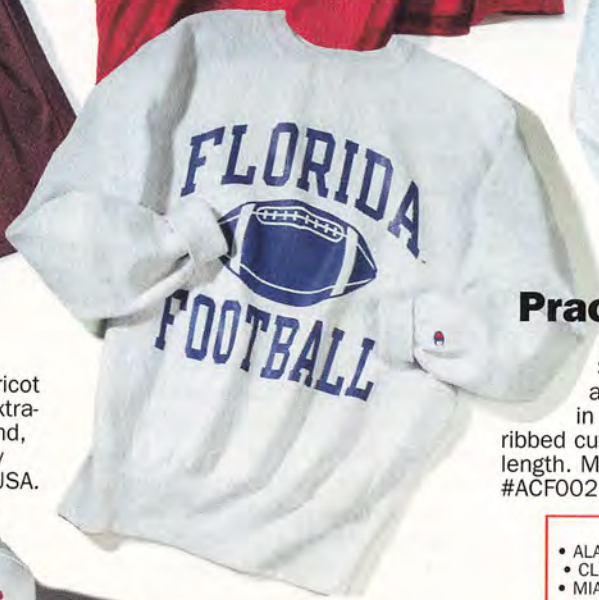 FLORIDA
FOOTBALL
Prac
a
in
ribbed cu
length. M
#ACF002
ricot
xtra-
nd,
USA.
• ALA
• CL
• MIA